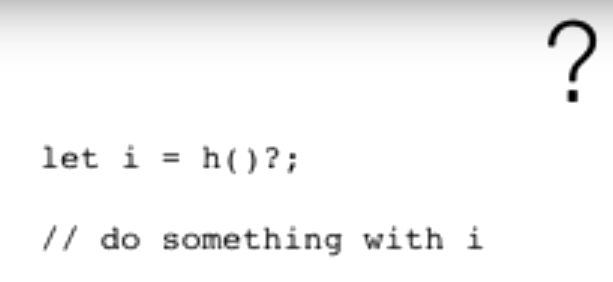 ?
let i = h()?;
// do something with i